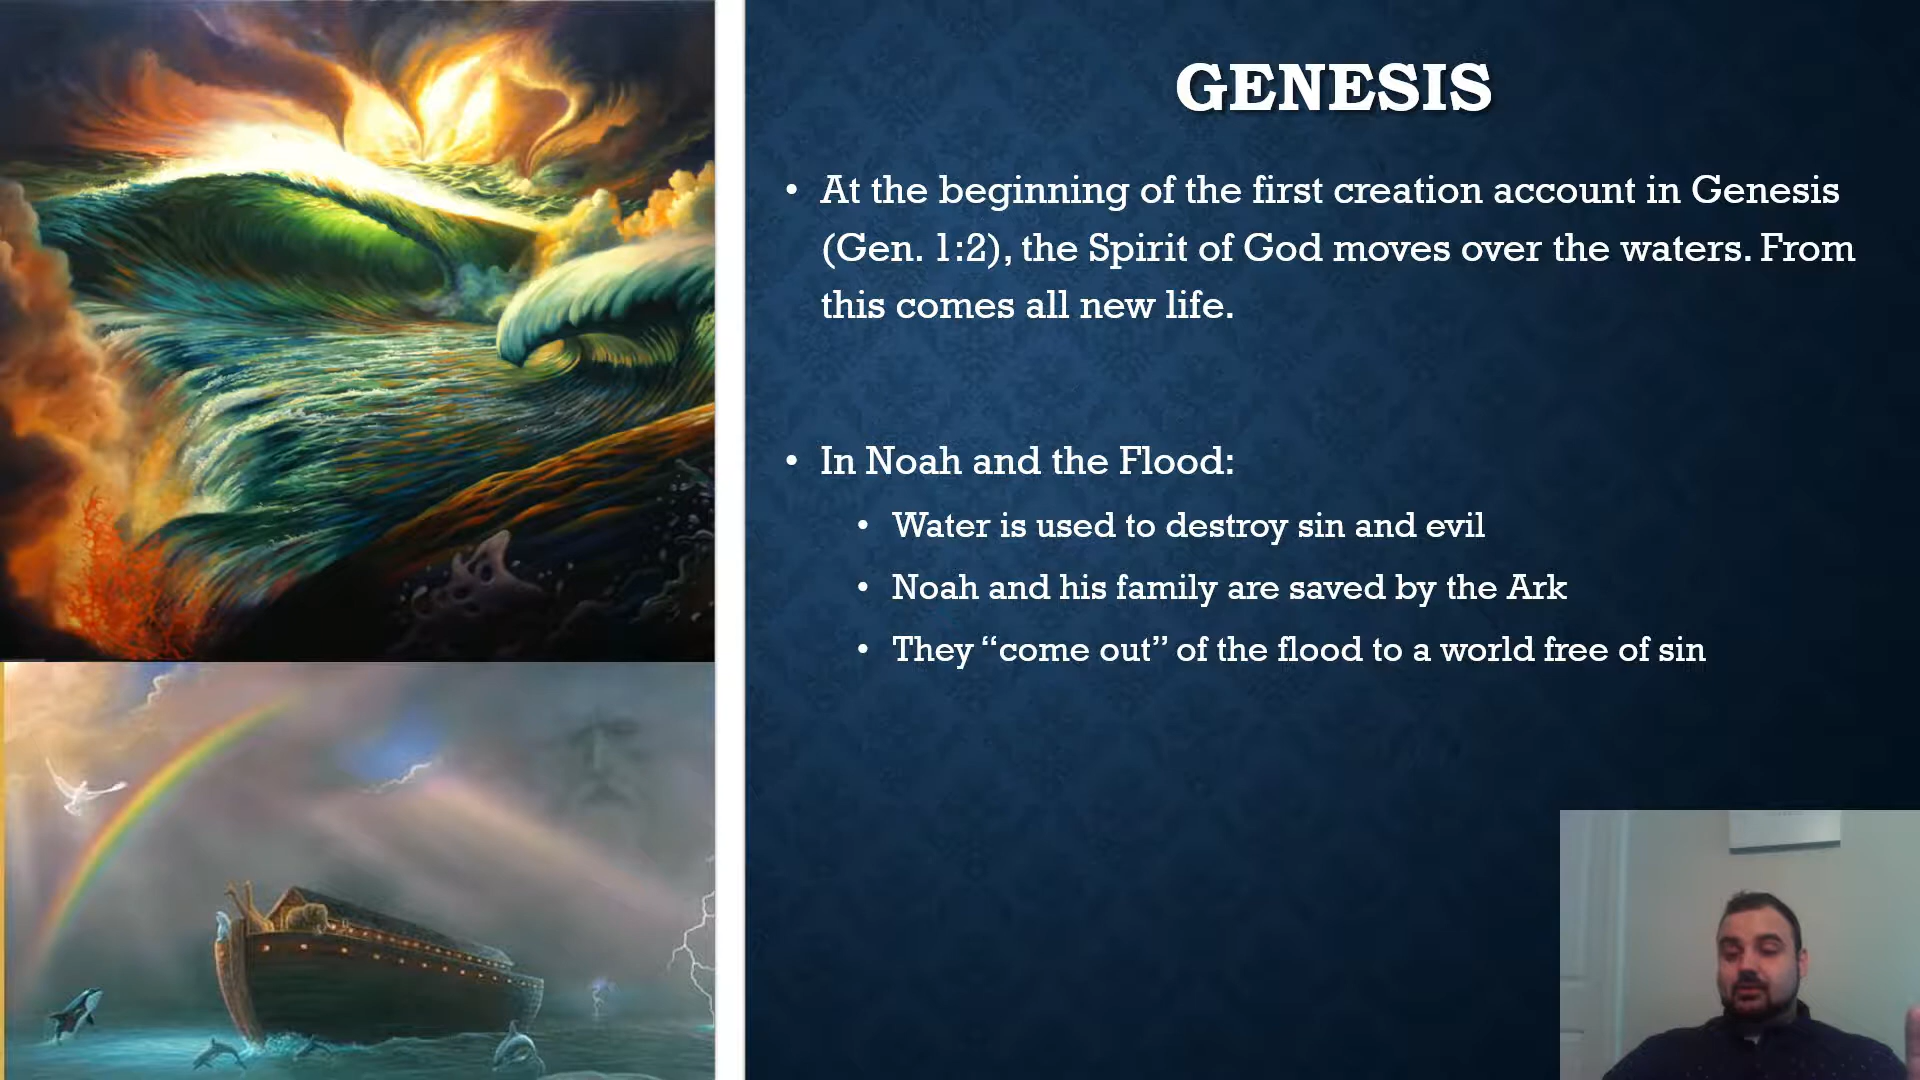 GENESIS
• At the beginning of the first creation account in Genesis
(Gen. 1:2), the Spirit of God moves over the waters. From
this comes all new life.
• In Noah and the Flood:
• Water is used to destroy sin and evil
• Noah and his family are saved by the Ark
• They “come out” of the flood to a world free of sin